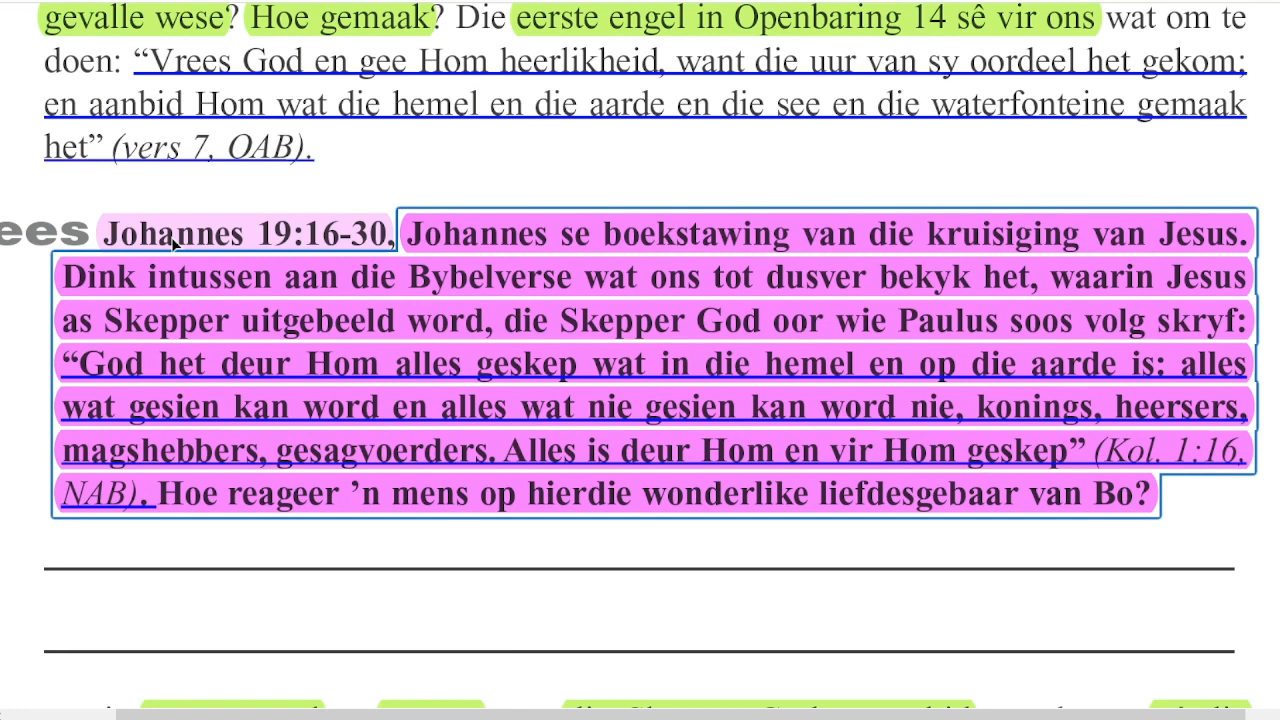 gevalle wese? Hoe gemaak? Die eerste engel in Openbaring 14 sê vir ons wat om te
doen: “Vrees God en gee Hom heerlikheid, want die uur van sy oordeel het gekom;
en aanbid Hom wat die hemel en die aarde en die see en die waterfonteine gemaak
het” (vers 7, OAB).
ees Johannes 19:16-30, Johannes se boekstawing van die kruisiging van Jesus.
Dink intussen aan die Bybelverse wat ons tot dusver bekyk het, waarin Jesus
as Skepper uitgebeeld word, die Skepper God oor wie Paulus soos volg skryf:
“God het deur Hom alles geskep wat in die hemel en op die aarde is: alles
wat gesien kan word en alles wat nie gesien kan word nie, konings, heersers,
magshebbers, gesagvoerders. Alles is deur Hom en vir Hom geskep” (Kol. 1:16,
NAB). Hoe reageer ’n mens op hierdie wonderlike liefdesgebaar van Bo?